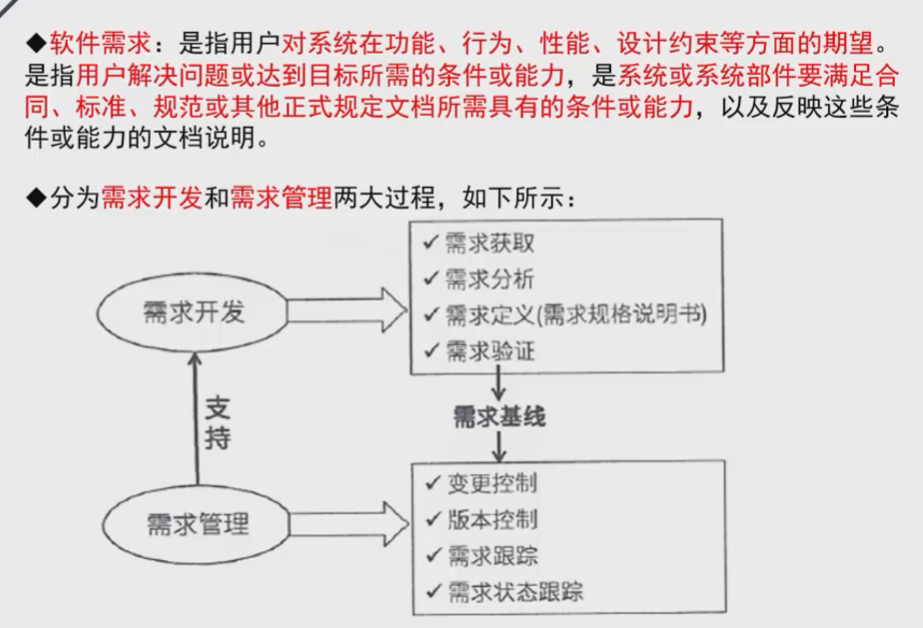 ◆软件需求：是指用户对系统在功能、行为、性能、设计约束等方面的期望。
是指用户解决问题或达到目标所需的条件或能力，是系统或系统部件要满足合
同、标准、规范或其他正式规定文档所需具有的条件或能力，以及反映这些条
件或能力的文档说明。
◆分为需求开发和需求管理两大过程，如下所示：
需求开发
✓需求获取
✓需求分析
✓需求定义(需求规格说明书)
✓需求验证
支
持
需求基线
需求管理
✓变更控制
✓版本控制
✓需求跟踪
✓需求状态跟踪